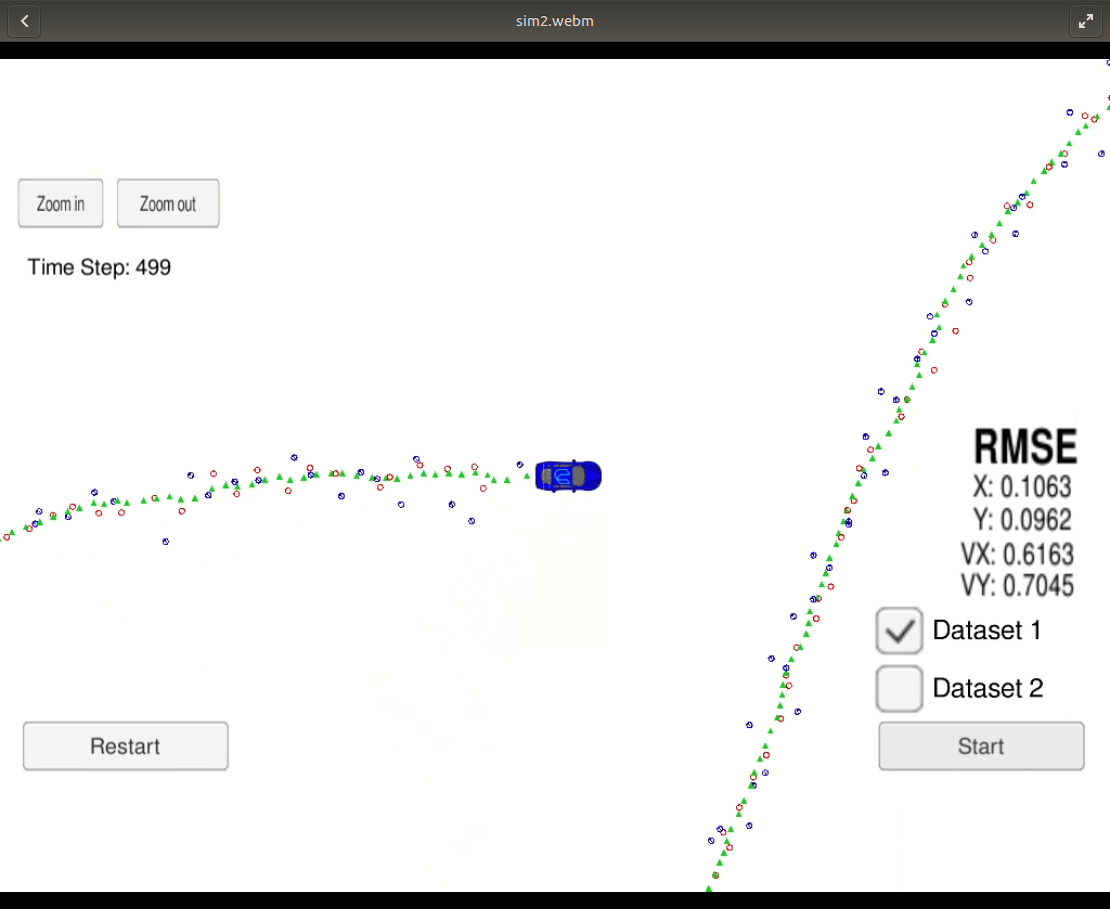 sim2.webm
Zoom in
Zoom out
Time Step: 499
RMSE
X: 0.1063
Y: 0.0962
VX: 0.6163
VY: 0.7045
Dataset 1
Dataset 2
Restart
Start